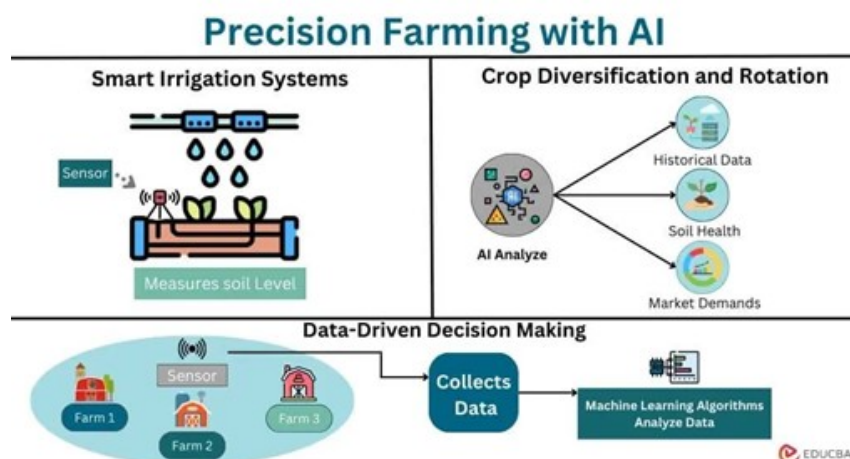 Precision Farming with AI
Smart Irrigation Systems
Sensor
Measures soil Level
Crop Diversification and Rotation
AI
AI Analyze
Historical Data
Soil Health
Market Demands
Data-Driven Decision Making
Sensor
Farm 1
Farm 2
Farm 3
Collects
Data
Machine Learning Algorithms
Analyze Data
EDUCBA